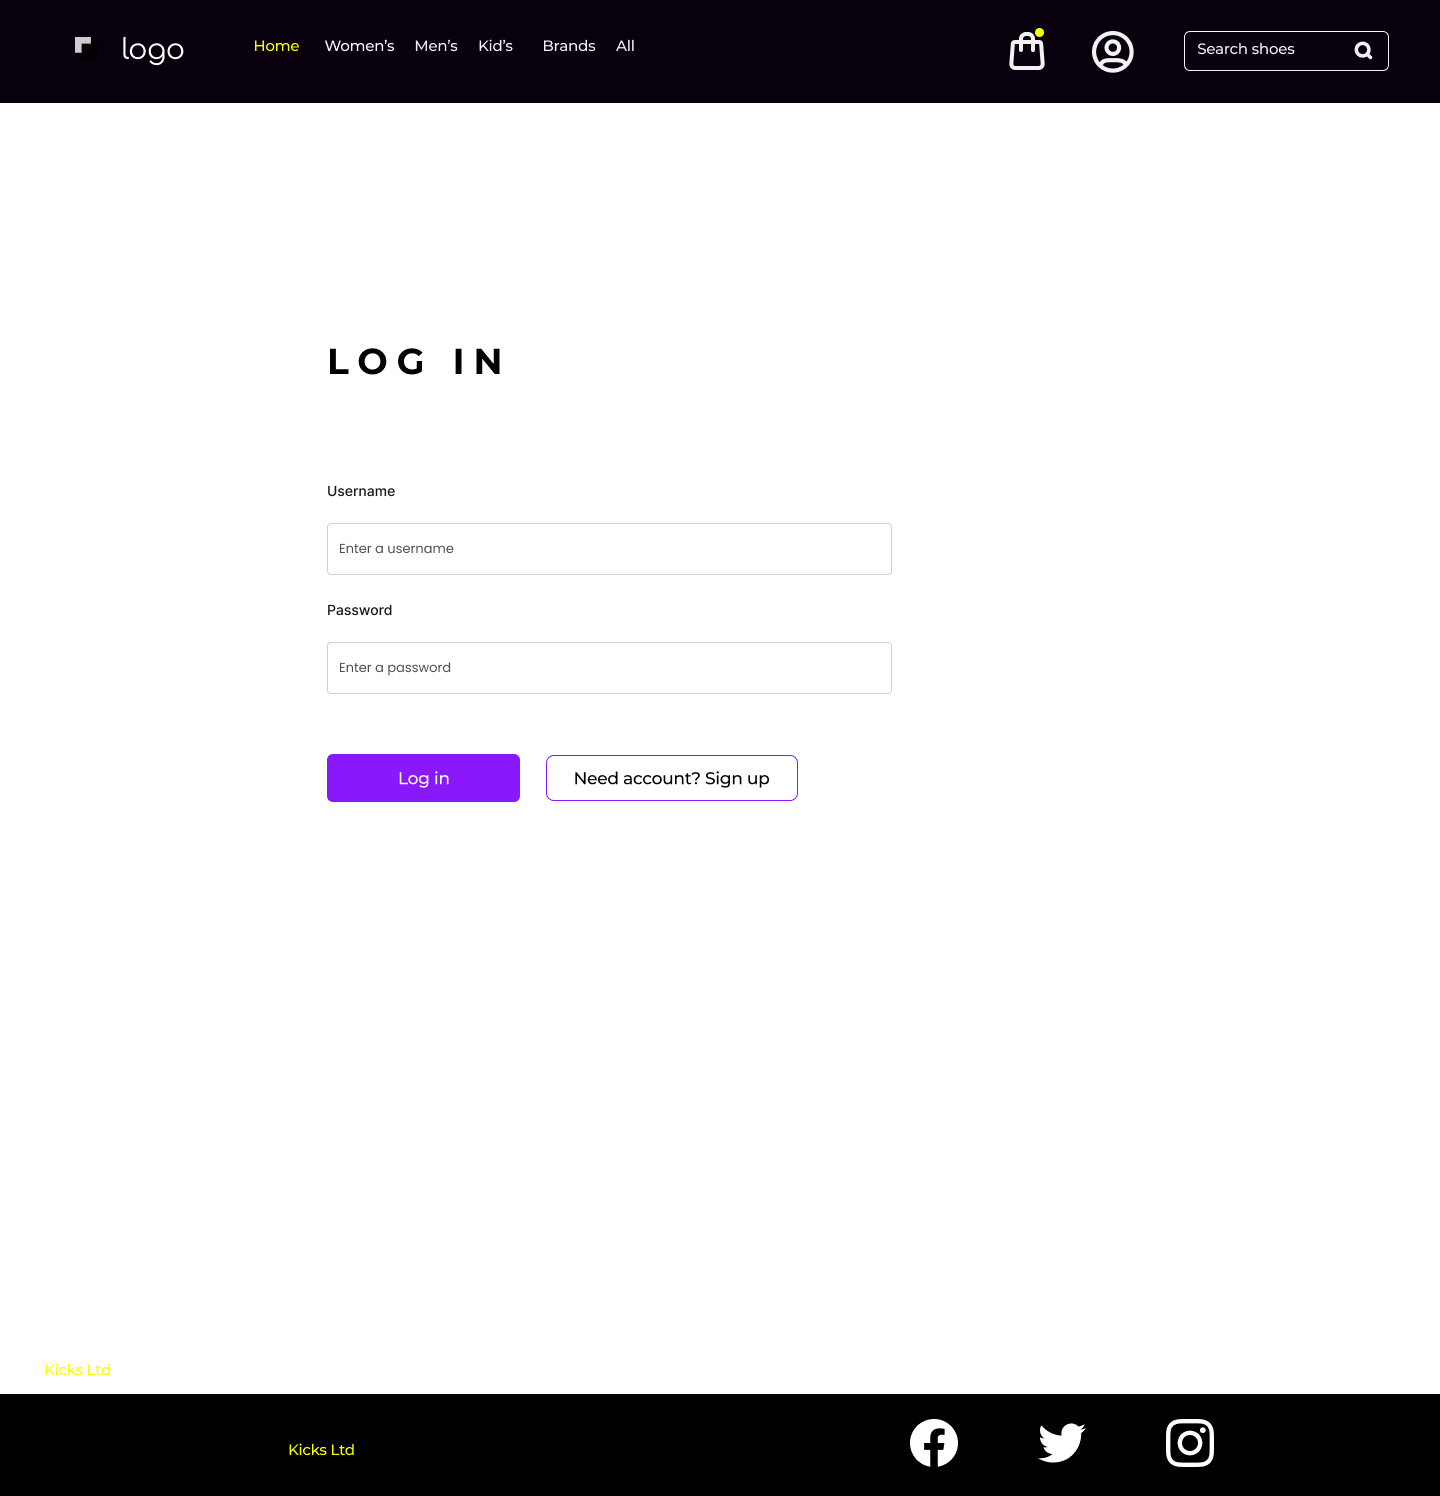 logo Home Women’s Men’s Kid’s Brands All Search shoes
LOG IN
Username
Enter a username
Password
Enter a password
Log in Need account? Sign up
Kicks Ltd
Kicks Ltd